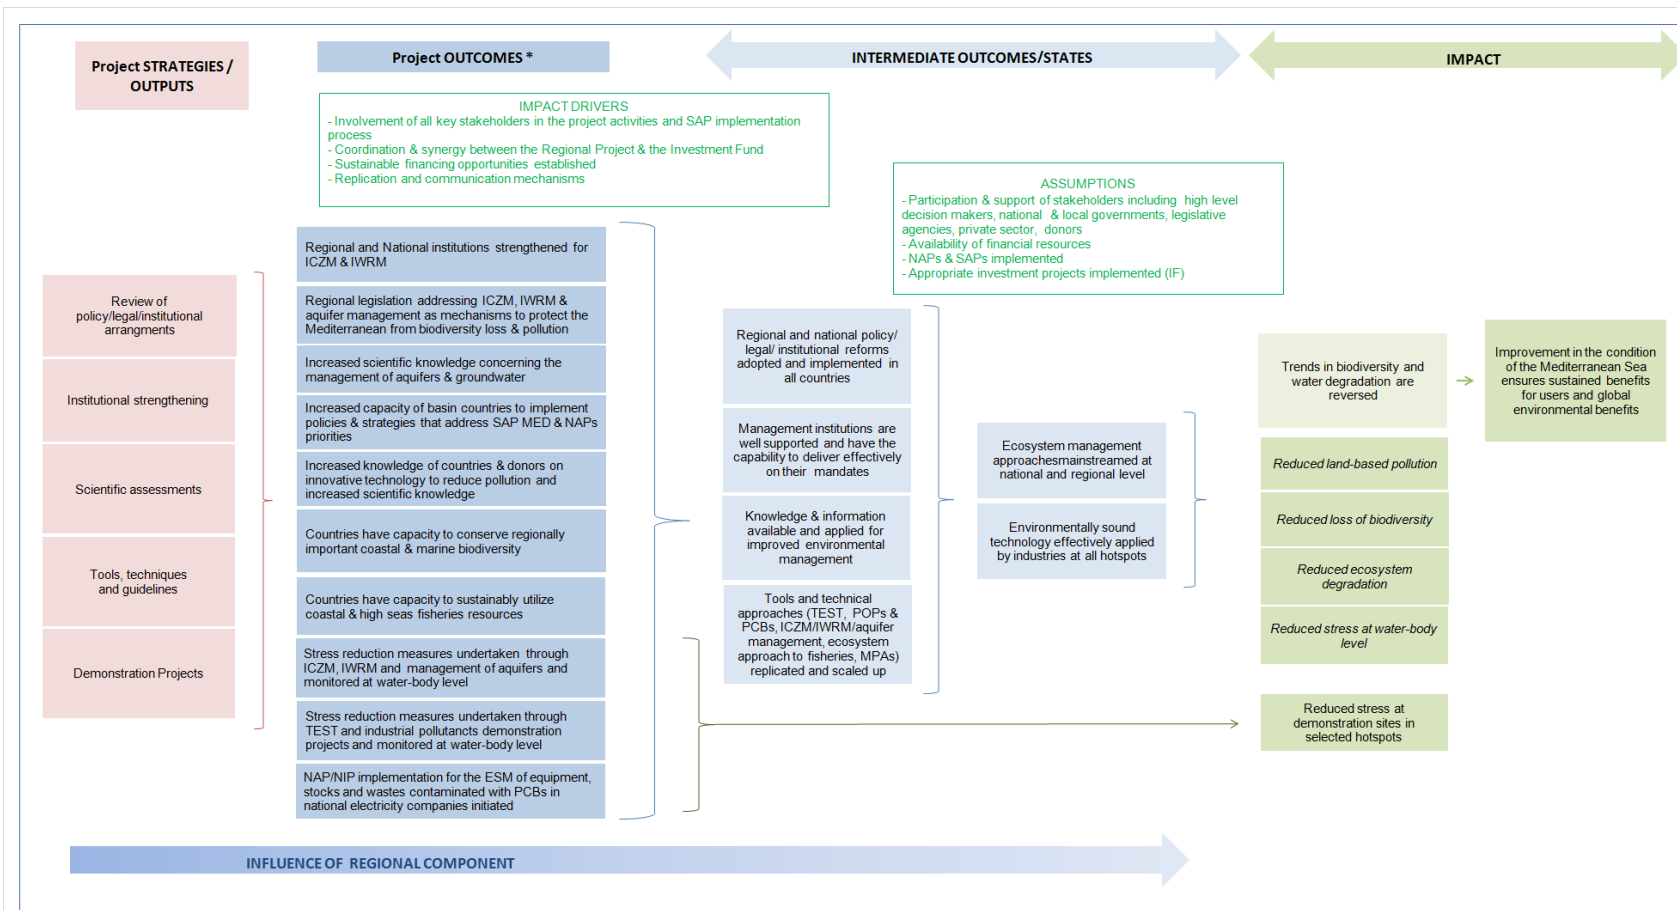 Project STRATEGIES /
OUTPUTS
Project OUTCOMES *
INTERMEDIATE OUTCOMES/STATES
IMPACT
IMPACT DRIVERS
- Involvement of all key stakeholders in the project activities and SAP implementation
process
- Coordination & synergy between the Regional Project & the Investment Fund
- Sustainable financing opportunities established
- Replication and communication mechanisms
ASSUMPTIONS
- Participation & support of stakeholders including high level
decision makers, national & local governments, legislative
agencies, private sector, donors
- Availability of financial resources
- NAPs & SAPs implemented
- Appropriate investment projects implemented (IF)
Review of
policy/legal/institutional
arrangments
Institutional strengthening
Scientific assessments
Tools, techniques
and guidelines
Demonstration Projects
Regional and National institutions strengthened for
ICZM & IWRM
Regional legislation addressing ICZM, IWRM &
aquifer management as mechanisms to protect the
Mediterranean from biodiversity loss & pollution
Increased scientific knowledge concerning the
management of aquifers & groundwater
Increased capacity of basin countries to implement
policies & strategies that address SAP MED & NAPs
priorities
Increased knowledge of countries & donors on
innovative technology to reduce pollution and
increased scientific knowledge
Countries have capacity to conserve regionally
important coastal & marine biodiversity
Countries have capacity to sustainably utilize
coastal & high seas fisheries resources
Stress reduction measures undertaken through
ICZM, IWRM and management of aquifers and
monitored at water-body level
Stress reduction measures undertaken through
TEST and industrial pollutancts demonstration
projects and monitored at water-body level
NAP/NIP implementation for the ESM of equipment,
stocks and wastes contaminated with PCBs in
national electricity companies initiated
Regional and national policy/
legal/ institutional reforms
adopted and implemented in
all countries
Management institutions are
well supported and have the
capability to deliver effectively
on their mandates
Knowledge & information
available and applied for
improved environmental
management
Tools and technical
approaches (TEST, POPs &
PCBs, ICZM/IWRM/aquifer
management, ecosystem
approach to fisheries, MPAs)
replicated and scaled up
Ecosystem management
approachesmainstreamed at
national and regional level
Environmentally sound
technology effectively applied
by industries at all hotspots
Trends in biodiversity and
water degradation are
reversed
Improvement in the condition
of the Mediterranean Sea
ensures sustained benefits
for users and global
environmental benefits
Reduced land-based pollution
Reduced loss of biodiversity
Reduced ecosystem
degradation
Reduced stress at water-body
level
Reduced stress at
demonstration sites in
selected hotspots
INFLUENCE OF REGIONAL COMPONENT